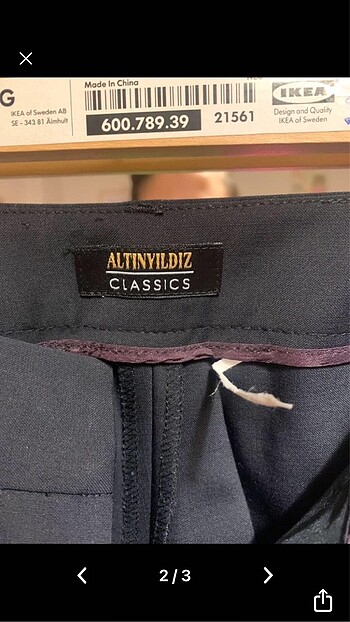 Made In China
G
IKEA of Sweden AB
SE - 343 81 Älmhult
600.789.39
21561
IKEA
Design and Quality
IKEA of Sweden
ALTINYILDIZ
CLASSICS
2/3